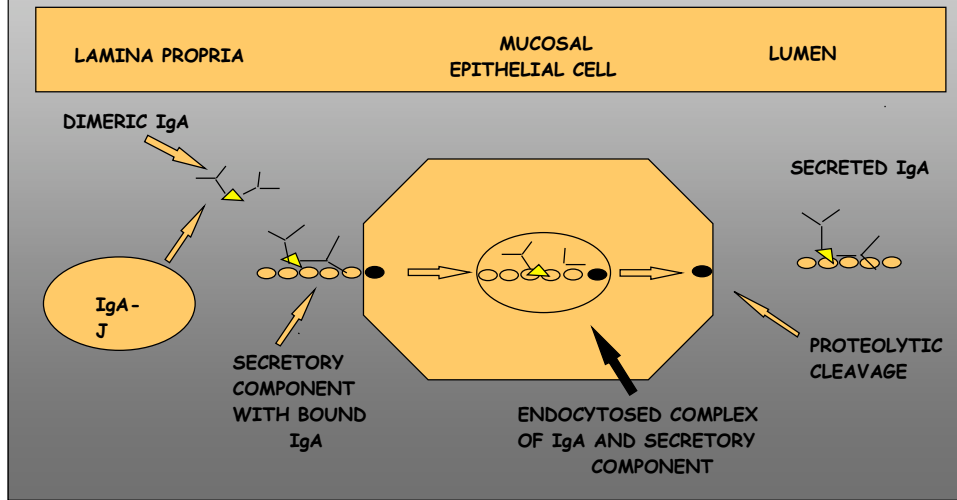 LAMINA PROPRIA
MUCOSAL
EPITHELIAL CELL
LUMEN
DIMERIC IgA
SECRETED IgA
IgA-
J
SECRETORY
COMPONENT
WITH BOUND
IgA
ENDOCYTOSED COMPLEX
OF IgA AND SECRETORY
COMPONENT
PROTEOLYTIC
CLEAVAGE